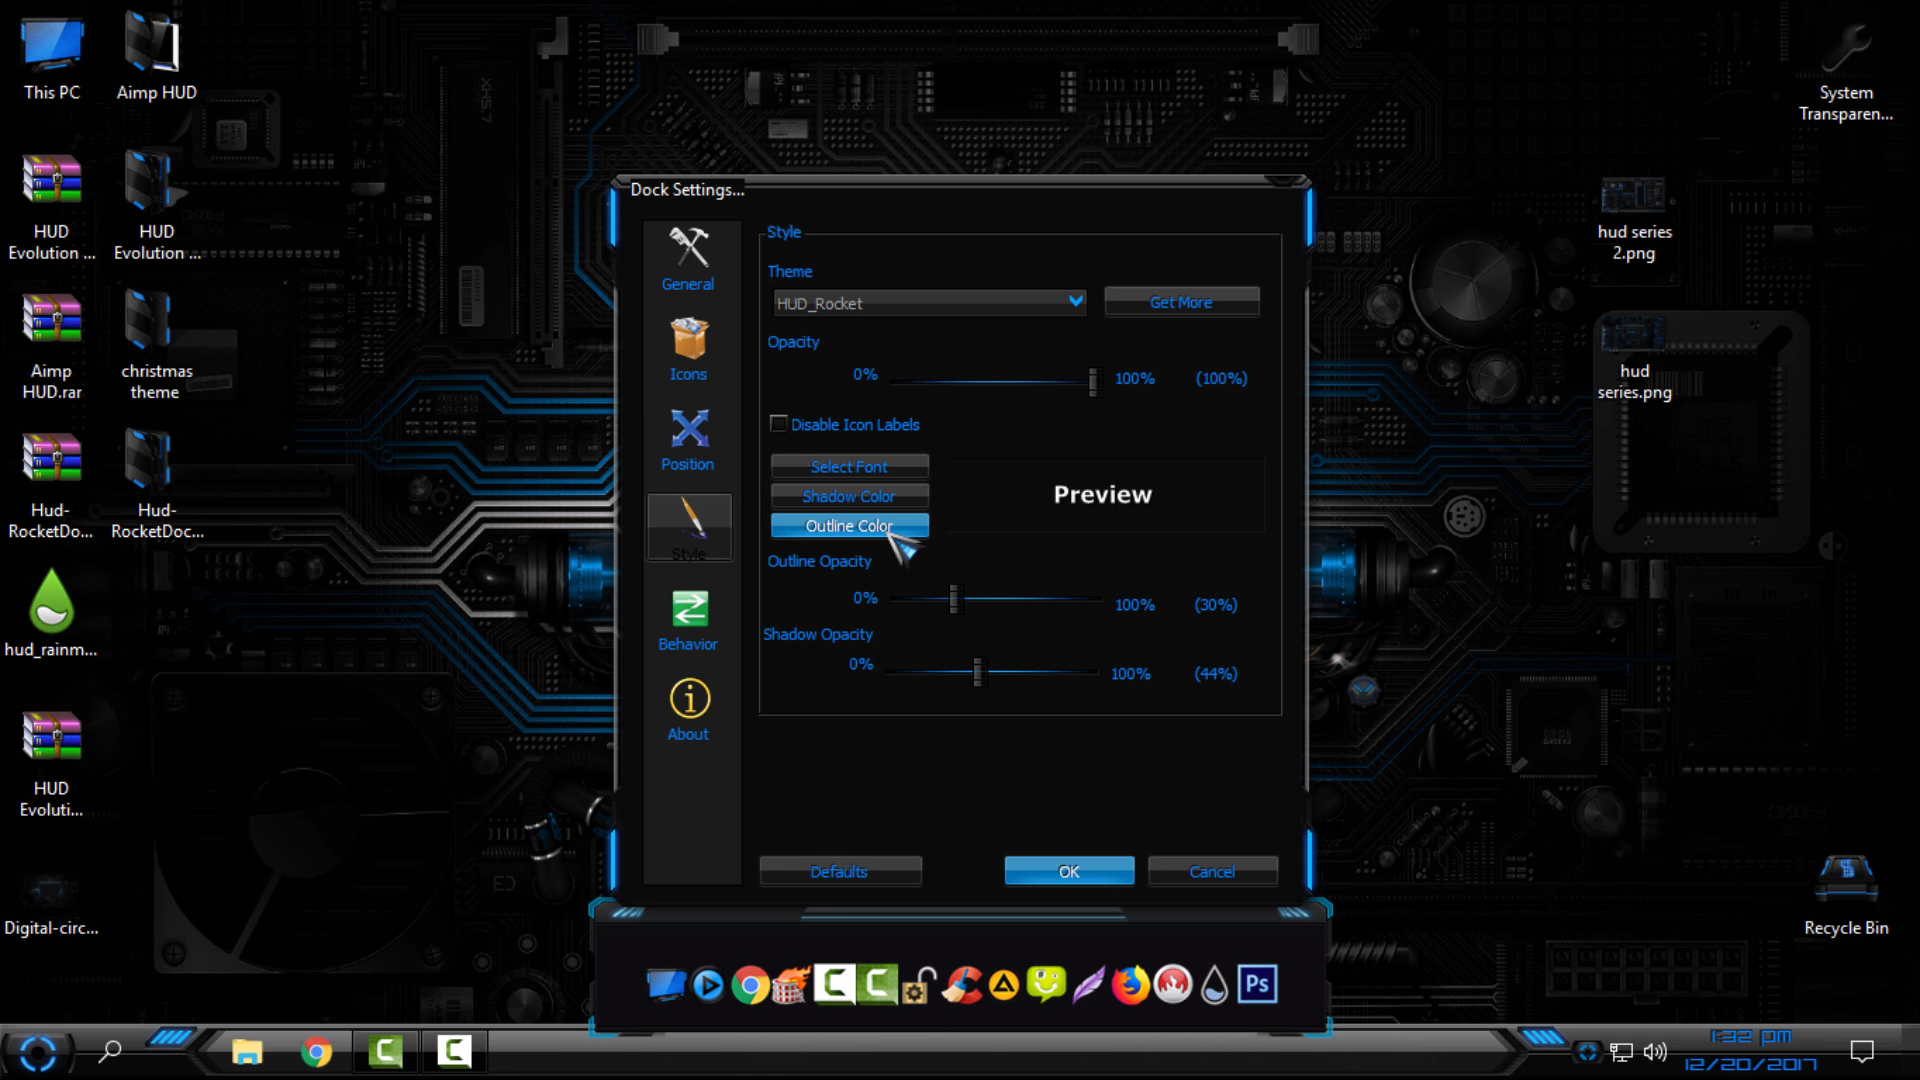 This PC
Aimp HUD
System
Transparen...
HUD
Evolution ...
HUD
Evolution ...
hud series
2.png
Aimp
HUD.rar
christmas
theme
hud
series.png
Hud-
RocketDo...
Hud-
RocketDoc...
hud_rainm...
HUD
Evoluti...
Digital-circ...
Recycle Bin
Dock Settings...
General
Icons
Position
Style
Behavior
About
Style
Theme
HUD_Rocket
Get More
Opacity
0%
100%
(100%)
Disable Icon Labels
Select Font
Shadow Color
Outline Color
Preview
Outline Opacity
0%
100%
(30%)
Shadow Opacity
0%
100%
(44%)
Defaults
OK
Cancel
Ps
1:32 pm
12/20/2017